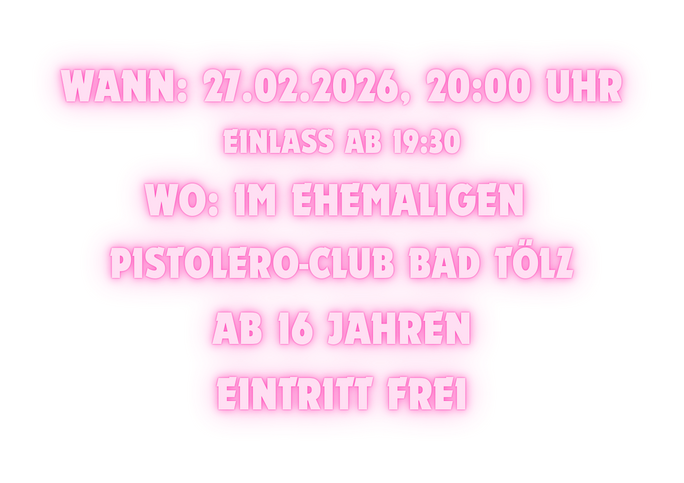 WANN: 27.02.2026, 20:00 UHR
EINLASS AB 19:30
WO: IM EHEMALIGEN
PISTOLERO-CLUB BAD TÖLZ
AB 16 JAHREN
EINTRITT FREI